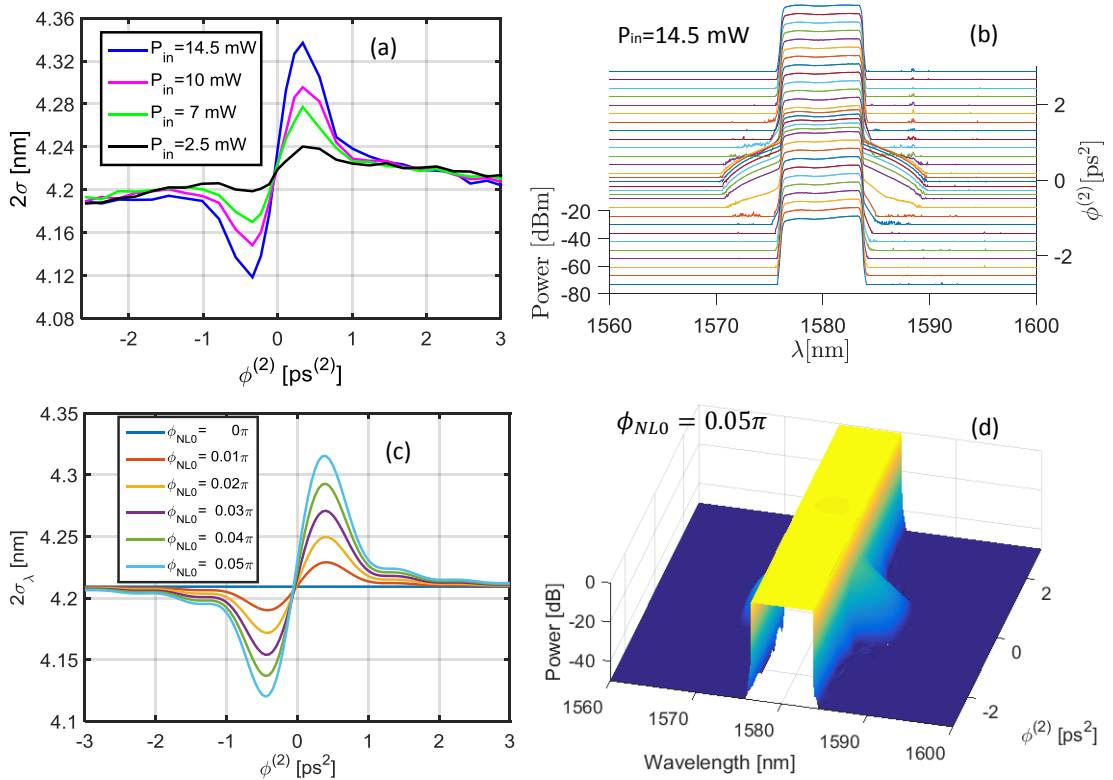 4.36
4.32
4.28
4.24
4.2
4.16
4.12
4.08
2σ [nm]
P_in=14.5 mW
P_in=10 mW
P_in=7 mW
P_in=2.5 mW
(a)
-2 -1 0 1 2 3
ϕ^(2) [ps^(2)]
P_in=14.5 mW
(b)
2
0
-2
ϕ^(2) [ps^2]
-20
-40
-60
-80
Power [dBm]
1560 1570 1580 1590 1600
λ[nm]
4.35
4.3
4.25
4.2
4.15
4.1
2σ_λ [nm]
ϕ_NL0 = 0π
ϕ_NL0 = 0.01π
ϕ_NL0 = 0.02π
ϕ_NL0 = 0.03π
ϕ_NL0 = 0.04π
ϕ_NL0 = 0.05π
(c)
-3 -2 -1 0 1 2 3
ϕ^(2) [ps^2]
ϕ_NL0 = 0.05π
(d)
0
-20
-40
Power [dB]
1560
1570
1580
1590
1600
Wavelength [nm]
2
0
-2
ϕ^(2) [ps^2]